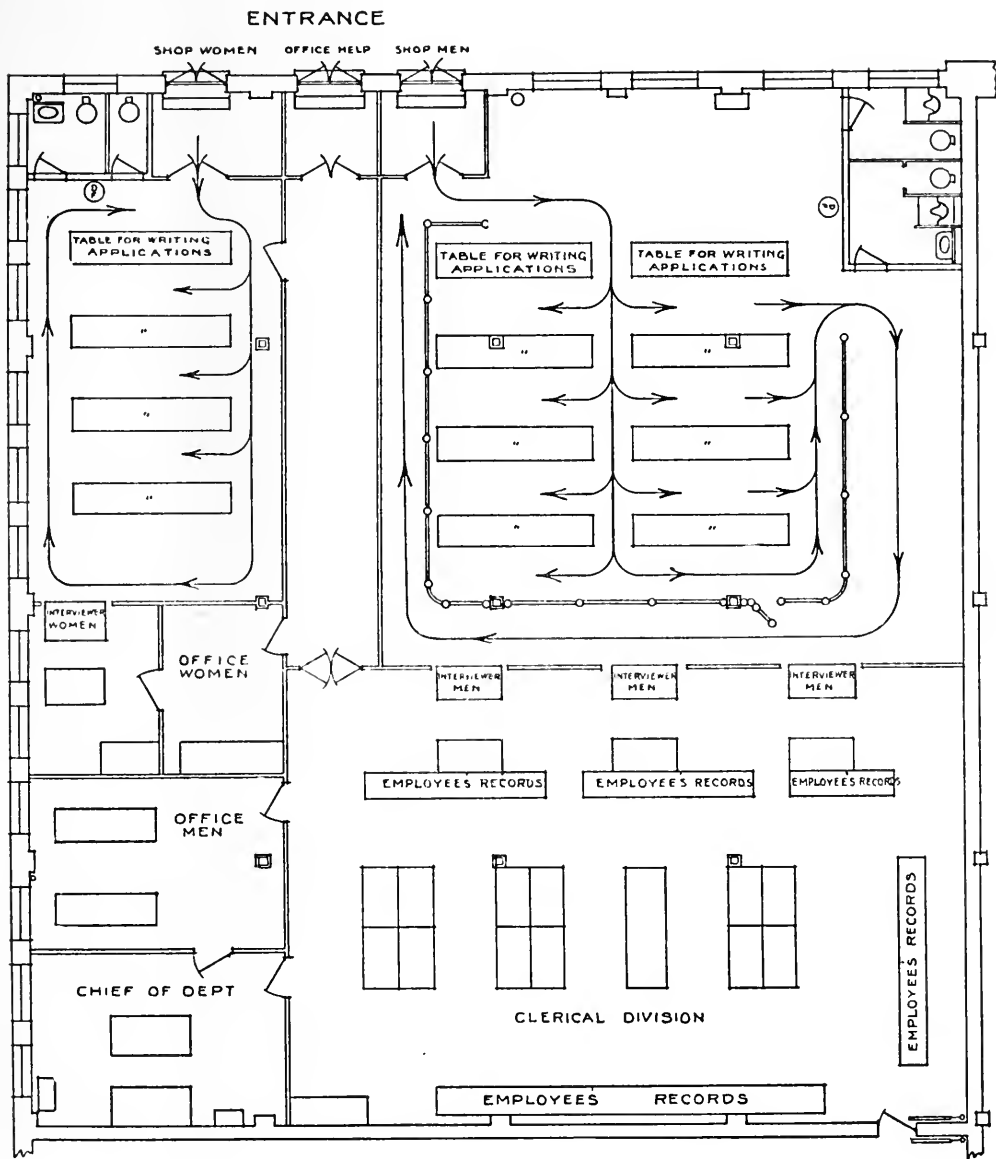 ENTRANCE
SHOP WOMEN
OFFICE HELP
SHOP MEN
TABLE FOR WRITING
APPLICATIONS
"
"
"
TABLE FOR WRITING
APPLICATIONS
TABLE FOR WRITING
APPLICATIONS
"
"
"
"
"
"
INTERVIEWER
WOMEN
OFFICE
WOMEN
INTERVIEWER
MEN
INTERVIEWER
MEN
INTERVIEWER
MEN
EMPLOYEES RECORDS
EMPLOYEES RECORDS
EMPLOYEES RECORDS
OFFICE
MEN
CHIEF OF DEPT
CLERICAL DIVISION
EMPLOYEES RECORDS
EMPLOYEES RECORDS